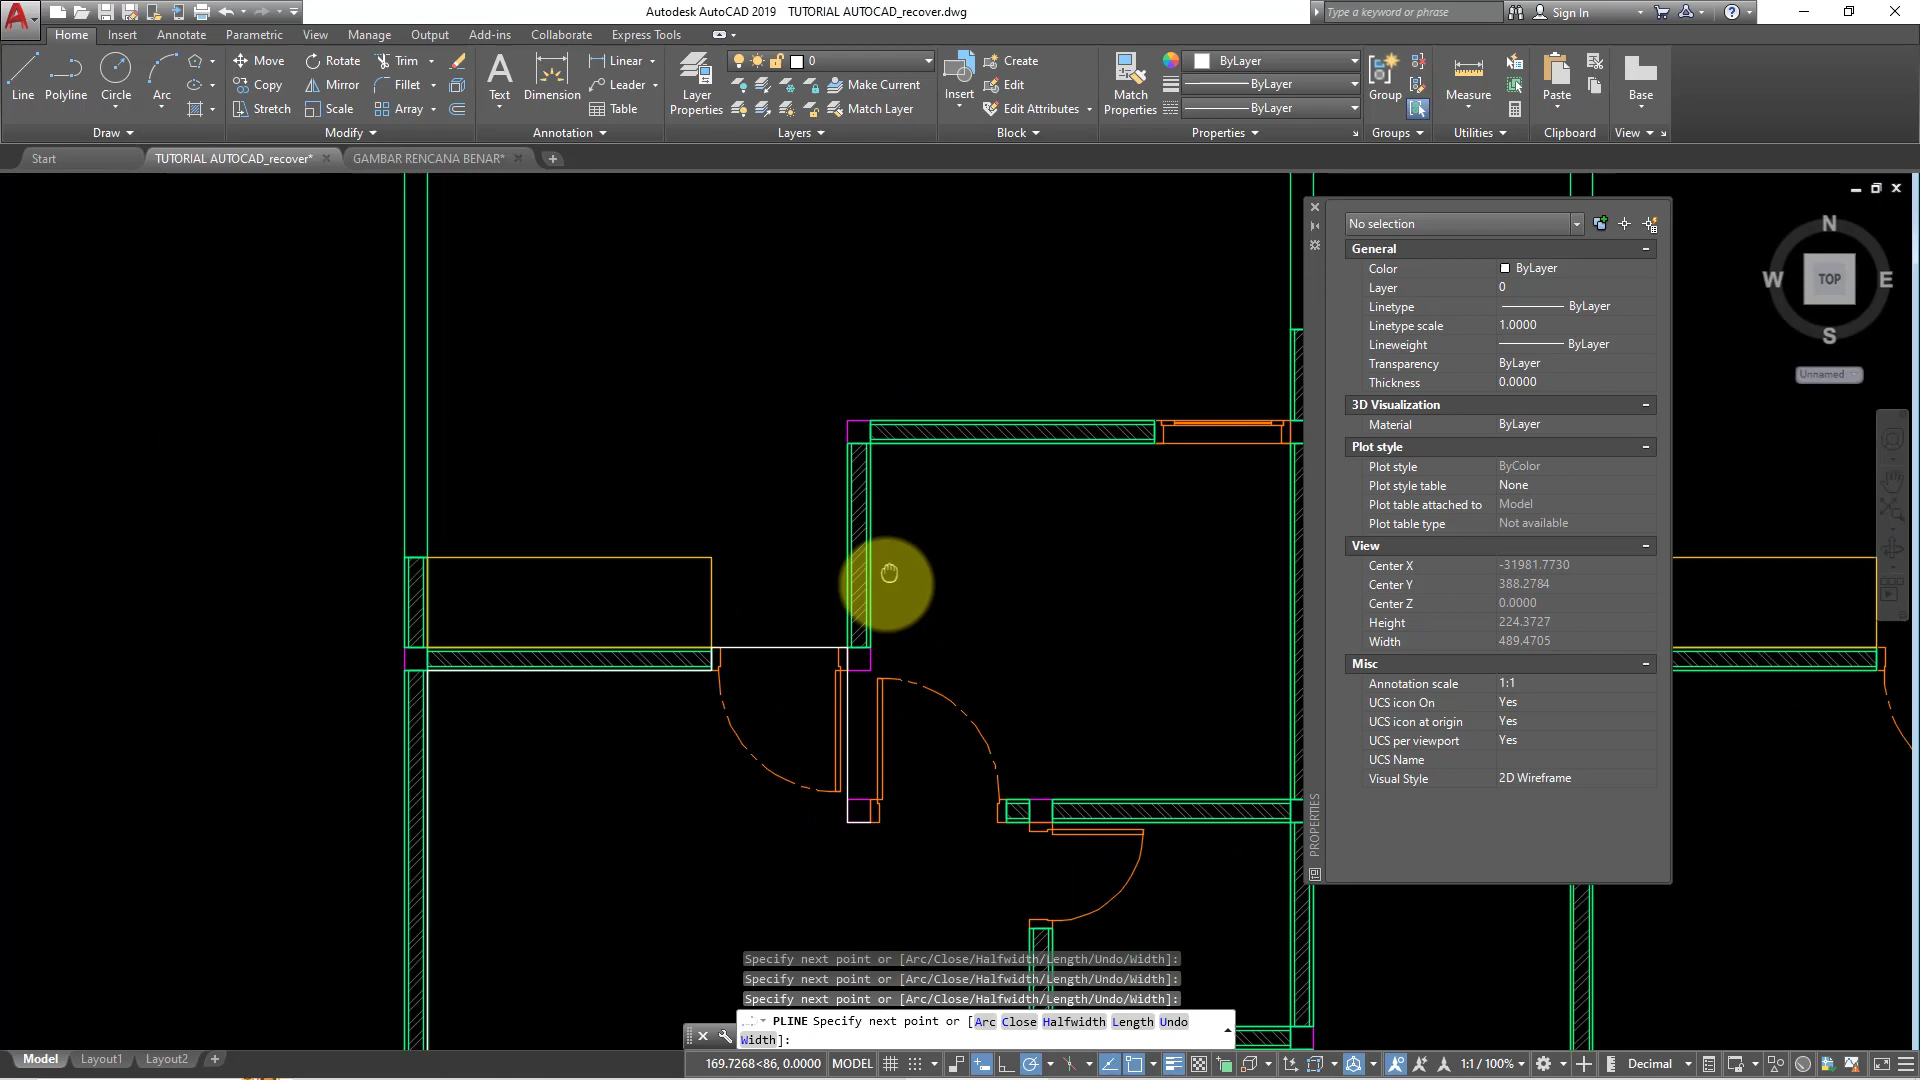 Autodesk AutoCAD 2019 TUTORIAL AUTOCAD_recover.dwg
Type a keyword or phrase
Sign In
Home Insert Annotate Parametric View Manage Output Add-ins Collaborate Express Tools
Line Polyline Circle Arc
Draw
Move Rotate Trim
Copy Mirror Fillet
Stretch Scale Array
Modify
Text Dimension
Linear
Leader
Table
Annotation
Layer Properties
0
Make Current
Match Layer
Layers
Insert
Create
Edit
Edit Attributes
Block
Match Properties
ByLayer
ByLayer
ByLayer
Properties
Group
Groups
Measure
Utilities
Paste
Clipboard
Base
View
Start TUTORIAL AUTOCAD_recover* GAMBAR RENCANA BENAR*
No selection
General
Color ByLayer
Layer 0
Linetype ByLayer
Linetype scale 1.0000
Lineweight ByLayer
Transparency ByLayer
Thickness 0.0000
3D Visualization
Material ByLayer
Plot style
Plot style ByColor
Plot style table None
Plot table attached to Model
Plot table type Not available
View
Center X -31981.7730
Center Y 388.2784
Center Z 0.0000
Height 224.3727
Width 489.4705
Misc
Annotation scale 1:1
UCS icon On Yes
UCS icon at origin Yes
UCS per viewport Yes
UCS Name
Visual Style 2D Wireframe
PROPERTIES
N
W TOP E
S
Unnamed
Specify next point or [Arc/Close/Halfwidth/Length/Undo/Width]:
Specify next point or [Arc/Close/Halfwidth/Length/Undo/Width]:
Specify next point or [Arc/Close/Halfwidth/Length/Undo/Width]:
PLINE Specify next point or [Arc Close Halfwidth Length Undo
Width]:
Model Layout1 Layout2
169.7268<86, 0.0000 MODEL 1:1 / 100% Decimal